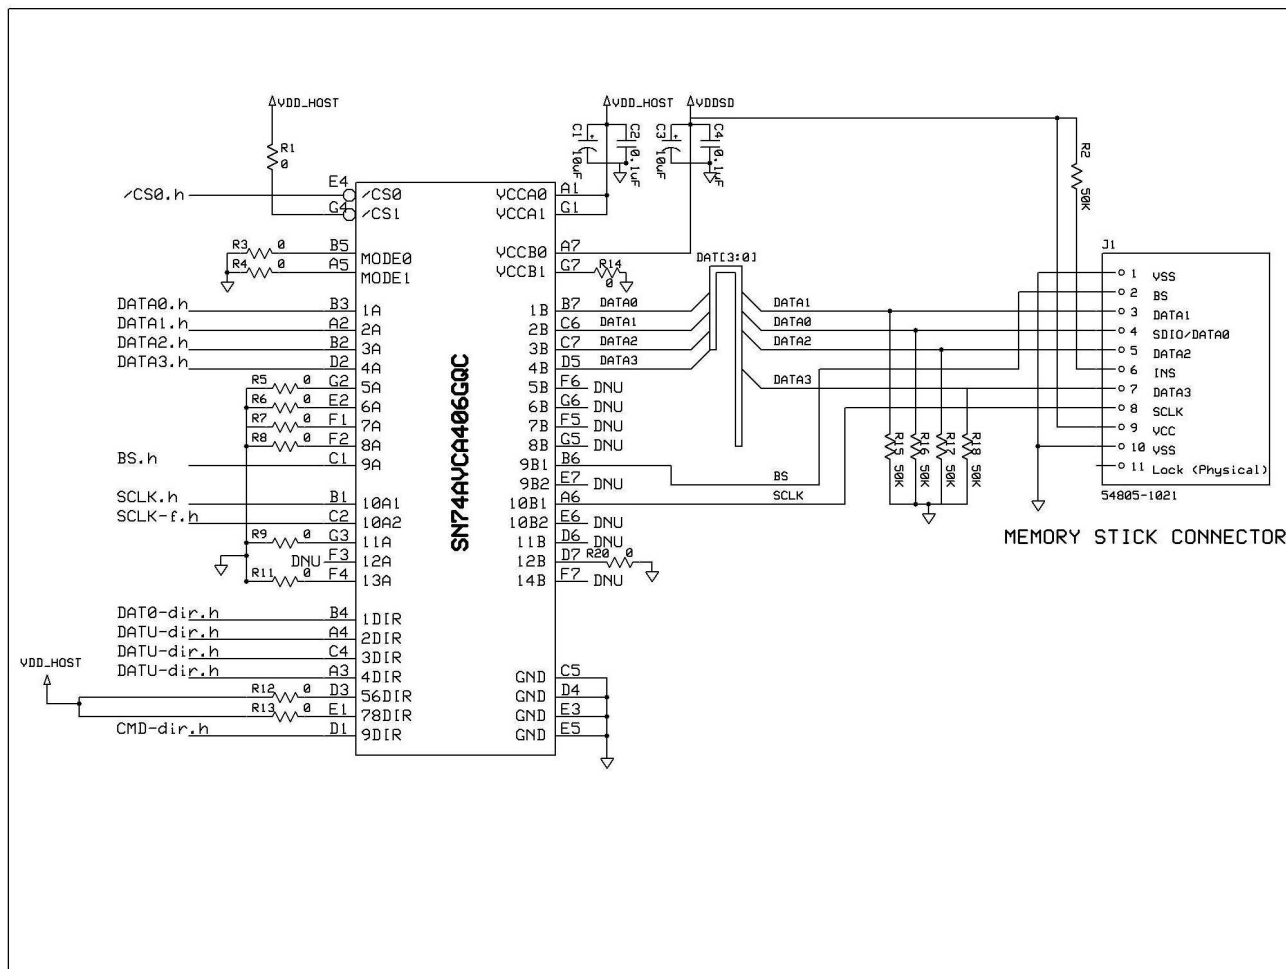 VDD_HOST
VDD_HOST
VDDSD
R1
0
C1
10uF
C2
0.1uF
C3
10uF
C4
0.1uF
R2
50K
/CS0.h
E4
/CS0
G4
/CS1
VCCA0
A1
VCCA1
G1
R3 0
B5
MODE0
R4 0
A5
MODE1
VCCB0
A7
VCCB1
G7
R14
0
DAT[3:0]
J1
DATA0.h
B3
1A
1B
B7
DATA0
DATA1
DATA1.h
A2
2A
2B
C6
DATA1
DATA0
DATA2.h
B2
3A
3B
C7
DATA2
DATA2
DATA3.h
D2
4A
4B
D5
DATA3
DATA3
R5 0
G2
5A
5B
F6
DNU
R6 0
E2
6A
6B
G6
DNU
R7 0
F1
7A
7B
F5
DNU
R8 0
F2
8A
8B
G5
DNU
BS.h
C1
9A
9B1
B6
BS
9B2
E7
DNU
SCLK.h
B1
10A1
10B1
A6
SCLK
SCLK-f.h
C2
10A2
10B2
E6
DNU
R9 0
G3
11A
11B
D6
DNU
DNU
F3
12A
12B
D7
R20 0
R11 0
F4
13A
14B
F7
DNU
SN74AVCA406GQC
DAT0-dir.h
B4
1DIR
DATU-dir.h
A4
2DIR
DATU-dir.h
C4
3DIR
DATU-dir.h
A3
4DIR
GND
C5
VDD_HOST
R12 0
D3
56DIR
GND
D4
R13 0
E1
78DIR
GND
E3
CMD-dir.h
D1
9DIR
GND
E5
R15 50K
R16 50K
R17 50K
R18 50K
1 VSS
2 BS
3 DATA1
4 SDIO/DATA0
5 DATA2
6 INS
7 DATA3
8 SCLK
9 VCC
10 VSS
11 Lock (Physical)
54805-1021
MEMORY STICK CONNECTOR